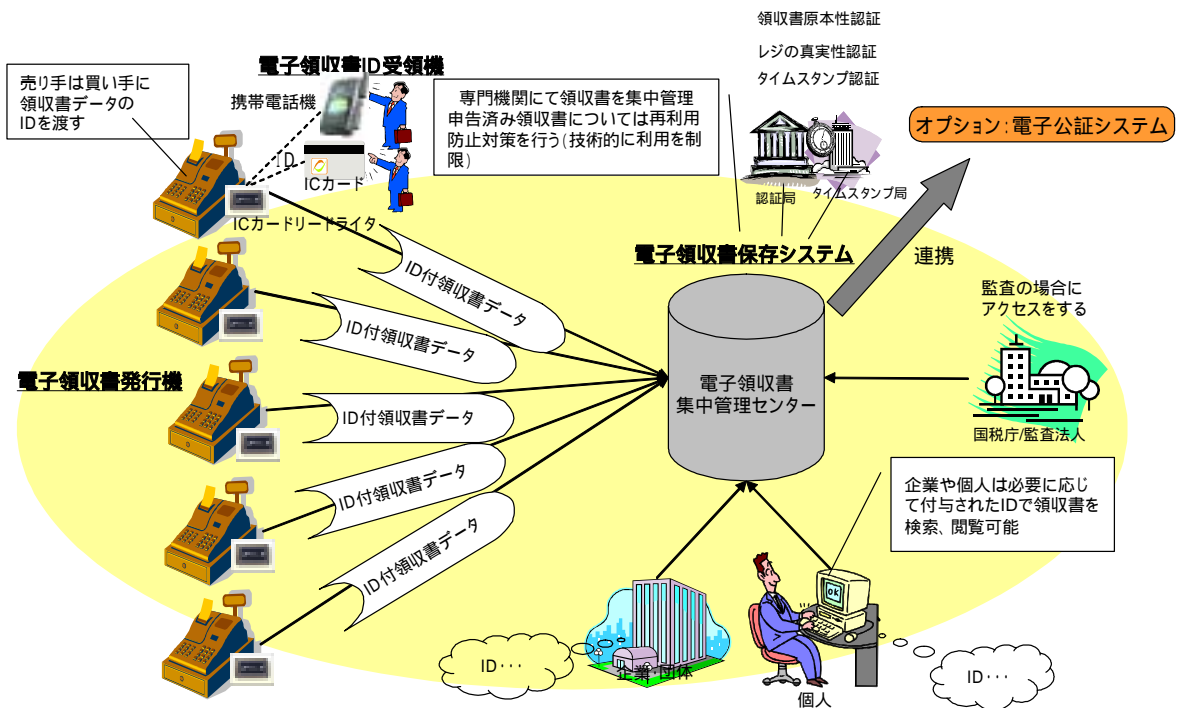 領収書原本性認証
レジの真実性認証
タイムスタンプ認証
電子領収書ID受領機
売り手は買い手に
領収書データの
IDを渡す
携帯電話機
専門機関にて領収書を集中管理
申告済み領収書については再利用
防止対策を行う(技術的に利用を制
限)
オプション:電子公証システム
ID
ICカード
ICカードリードライタ
認証局
タイムスタンプ局
電子領収書保存システム
連携
監査の場合に
アクセスをする
ID付領収書データ
ID付領収書データ
電子領収書発行機
ID付領収書データ
電子領収書
集中管理センター
国税庁/監査法人
ID付領収書データ
企業や個人は必要に応じ
て付与されたIDで領収書を
検索、閲覧可能
ID付領収書データ
OK
ID・・・
企業・団体
個人
ID・・・